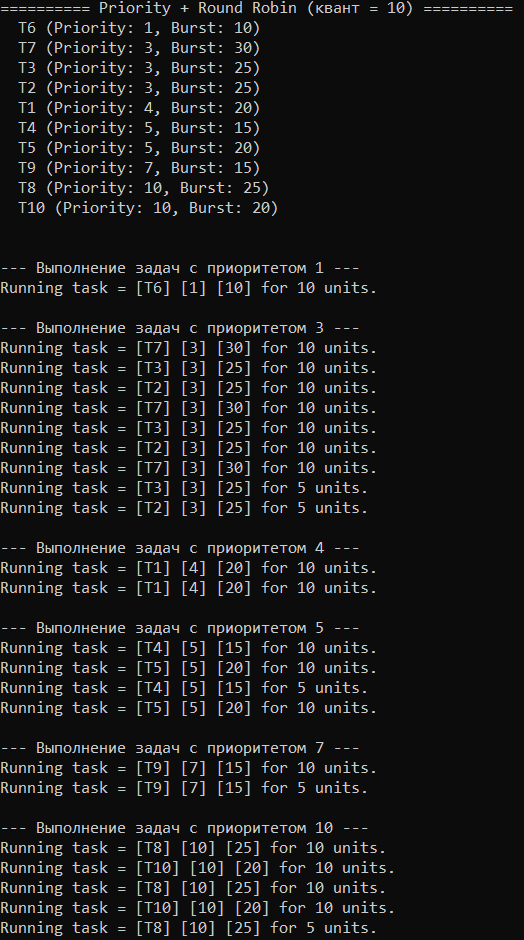 ========== Priority + Round Robin (квант = 10) ==========
T6 (Priority: 1, Burst: 10)
T7 (Priority: 3, Burst: 30)
T3 (Priority: 3, Burst: 25)
T2 (Priority: 3, Burst: 25)
T1 (Priority: 4, Burst: 20)
T4 (Priority: 5, Burst: 15)
T5 (Priority: 5, Burst: 20)
T9 (Priority: 7, Burst: 15)
T8 (Priority: 10, Burst: 25)
T10 (Priority: 10, Burst: 20)
--- Выполнение задач с приоритетом 1 ---
Running task = [T6] [1] [10] for 10 units.
--- Выполнение задач с приоритетом 3 ---
Running task = [T7] [3] [30] for 10 units.
Running task = [T3] [3] [25] for 10 units.
Running task = [T2] [3] [25] for 10 units.
Running task = [T7] [3] [30] for 10 units.
Running task = [T3] [3] [25] for 10 units.
Running task = [T2] [3] [25] for 10 units.
Running task = [T7] [3] [30] for 10 units.
Running task = [T3] [3] [25] for 5 units.
Running task = [T2] [3] [25] for 5 units.
--- Выполнение задач с приоритетом 4 ---
Running task = [T1] [4] [20] for 10 units.
Running task = [T1] [4] [20] for 10 units.
--- Выполнение задач с приоритетом 5 ---
Running task = [T4] [5] [15] for 10 units.
Running task = [T5] [5] [20] for 10 units.
Running task = [T4] [5] [15] for 5 units.
Running task = [T5] [5] [20] for 10 units.
--- Выполнение задач с приоритетом 7 ---
Running task = [T9] [7] [15] for 10 units.
Running task = [T9] [7] [15] for 5 units.
--- Выполнение задач с приоритетом 10 ---
Running task = [T8] [10] [25] for 10 units.
Running task = [T10] [10] [20] for 10 units.
Running task = [T8] [10] [25] for 10 units.
Running task = [T10] [10] [20] for 10 units.
Running task = [T8] [10] [25] for 5 units.